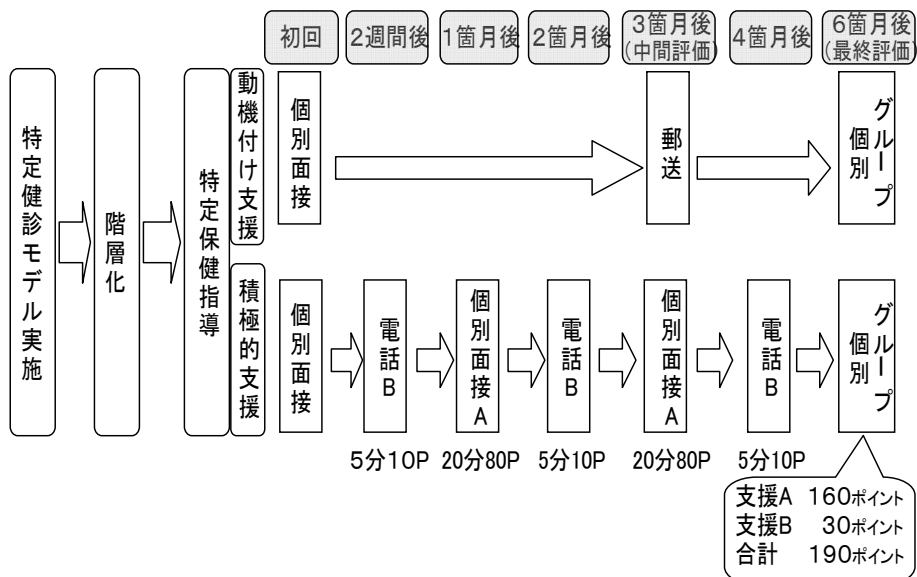 初回
2週間後
1箇月後
2箇月後
3箇月後
(中間評価)
4箇月後
6箇月後
(最終評価)
特定健診モデル実施
階層化
特定保健指導
動機付け支援
個別面接
郵送
グループ
個別
積極的支援
個別面接
電話B
個別面接A
電話B
個別面接A
電話B
グループ
個別
5分10P
20分80P
5分10P
20分80P
5分10P
支援A 160ポイント
支援B 30ポイント
合計 190ポイント